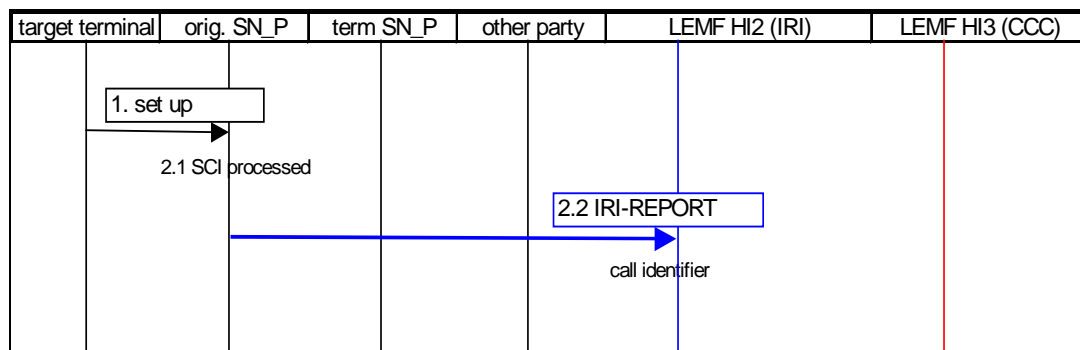 target terminal orig. SN_P term SN_P other party LEMF HI2 (IRI) LEMF HI3 (CCC)
1. set up
2.1 SCI processed
2.2 IRI-REPORT
call identifier